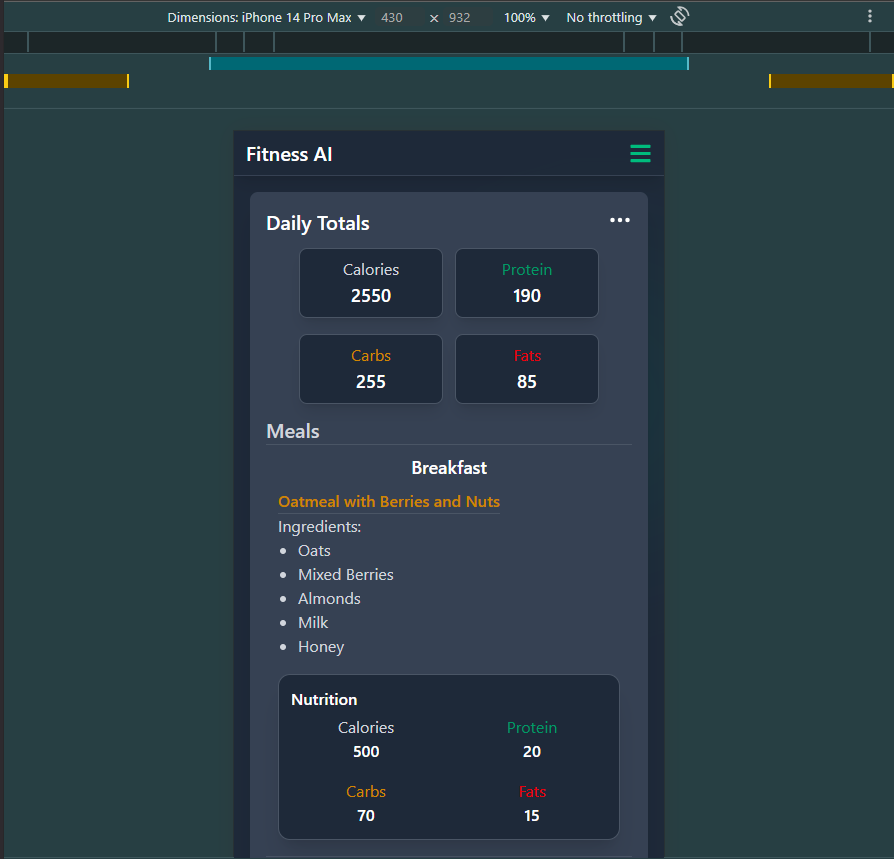 Dimensions: iPhone 14 Pro Max ▼ 430 × 932 100% ▼ No throttling ▼
Fitness AI
Daily Totals
Calories Protein
2550 190
Carbs Fats
255 85
Meals
Breakfast
Oatmeal with Berries and Nuts
Ingredients:
• Oats
• Mixed Berries
• Almonds
• Milk
• Honey
Nutrition
Calories Protein
500 20
Carbs Fats
70 15